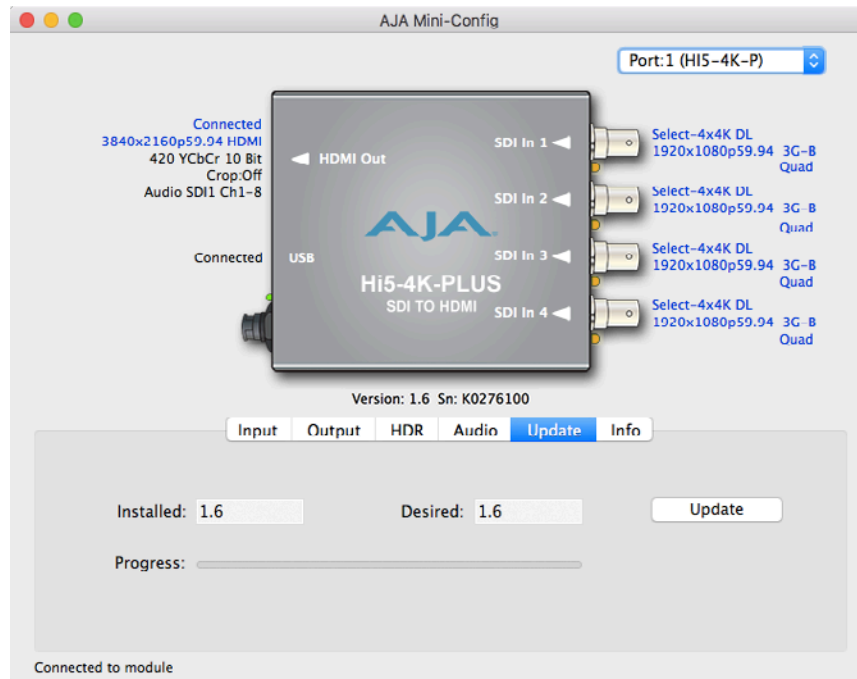 AJA Mini-Config
Port:1 (HI5-4K-P)
Connected
3840x2160p59.94 HDMI
420 YCbCr 10 Bit
Crop:Off
Audio SDI1 Ch1-8
Connected
HDMI Out
USB
AJA
Hi5-4K-PLUS
SDI TO HDMI
SDI In 1
SDI In 2
SDI In 3
SDI In 4
Select-4x4K DL
1920x1080p59.94 3G-B
Quad
Select-4x4K DL
1920x1080p59.94 3G-B
Quad
Select-4x4K DL
1920x1080p59.94 3G-B
Quad
Select-4x4K DL
1920x1080p59.94 3G-B
Quad
Version: 1.6 Sn: K0276100
Input Output HDR Audio Update Info
Installed: 1.6 Desired: 1.6 Update
Progress:
Connected to module